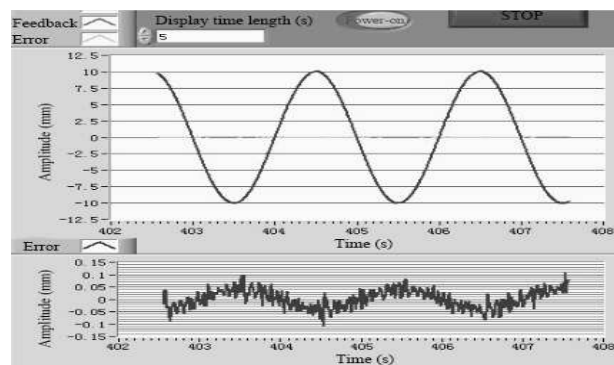 Feedback
Error
Display time length (s)
5
Power-on
STOP
Amplitude (mm)
12.5
10
7.5
5
2.5
0
-2.5
-5
-7.5
-10
-12.5
402 403 404 405 406 407 408
Time (s)
Error
Amplitude (mm)
0.15
0.1
0.05
0
-0.05
-0.1
-0.15
402 403 404 405 406 407 408
Time (s)